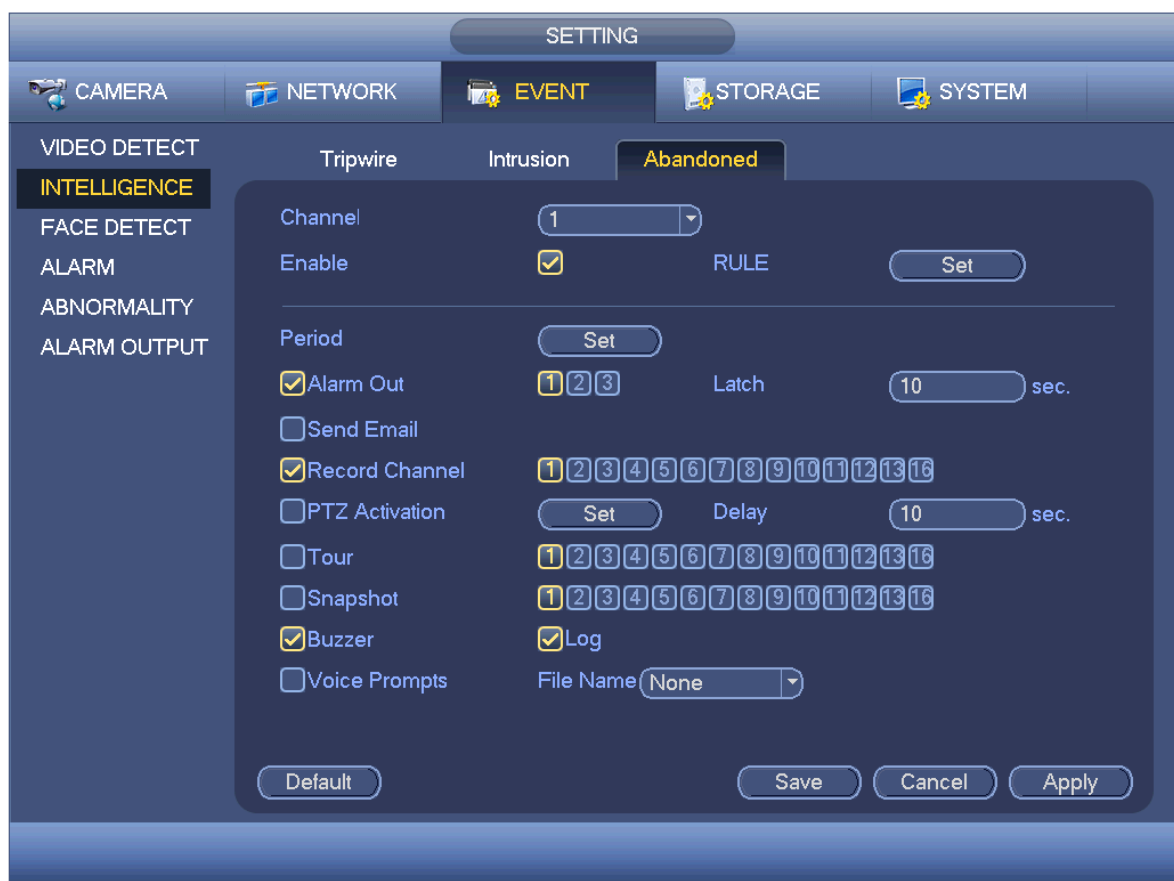 SETTING
CAMERA NETWORK EVENT STORAGE SYSTEM
VIDEO DETECT
INTELLIGENCE
FACE DETECT
ALARM
ABNORMALITY
ALARM OUTPUT
Tripwire Intrusion Abandoned
Channel 1
Enable RULE Set
Period Set
Alarm Out 1 2 3 Latch 10 sec.
Send Email
Record Channel 1 2 3 4 5 6 7 8 9 10 11 12 13 16
PTZ Activation Set Delay 10 sec.
Tour 1 2 3 4 5 6 7 8 9 10 11 12 13 16
Snapshot 1 2 3 4 5 6 7 8 9 10 11 12 13 16
Buzzer Log
Voice Prompts File Name None
Default Save Cancel Apply